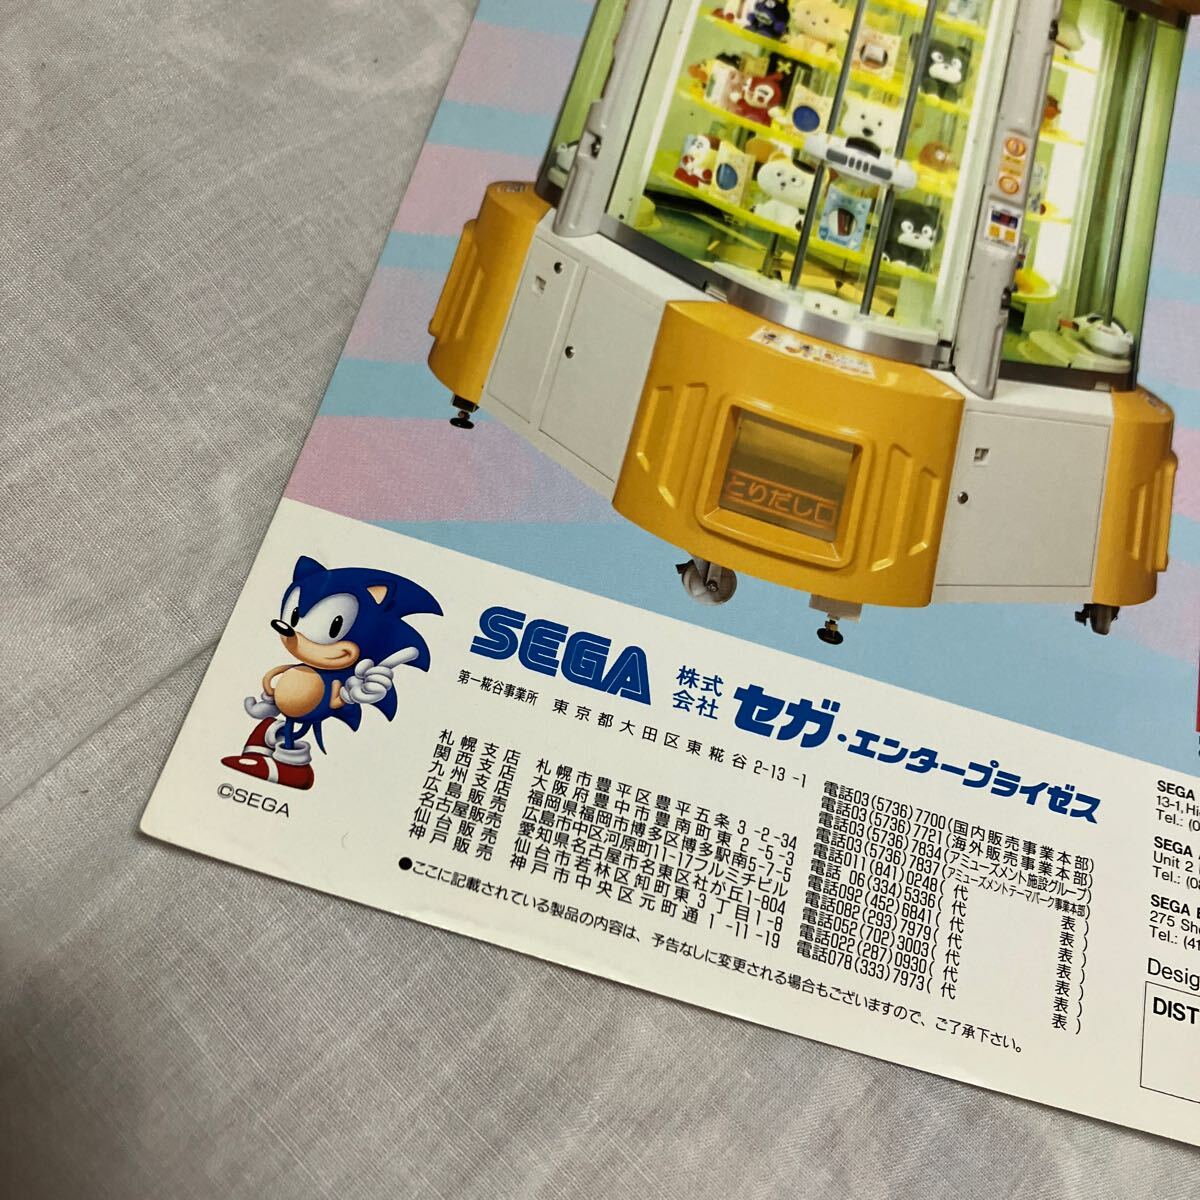 とりだし口
©SEGA
SEGA 株式会社 セガ・エンタープライゼス
第一糀谷事業所 東京都大田区東糀谷2-13-1
電話03(5736)7700(国内販売事業本部)
電話03(5736)7721(海外販売事業本部)
電話03(5736)7834(アミューズメント施設グループ)
電話03(5736)7837(アミューズメントテーマパーク事業本部)
札幌支店 札幌市豊平区豊平五条3-2-34 電話011(841)0248(代表)
関西支店 大阪府豊中市豊南町東2-5-3 電話06(334)5336(代表)
九州支店 福岡県福岡市博多区博多駅南5-7-5 電話092(452)6841(代表)
広島販売 広島市中区河原町11-17フルミチビル 電話082(293)7979(代表)
名古屋販売 愛知県名古屋市名東区社が丘1-804 電話052(702)3003(代表)
仙台販売 仙台市若林区卸町東3丁目1-8 電話022(287)0930(代表)
神戸販売 神戸市中央区元町通1-11-19 電話078(333)7973(代表)
●ここに記載されている製品の内容は、予告なしに変更される場合もございますので、ご了承下さい。
SEGA
13-1, Hi
Tel.: (0
SEGA
Unit 2
Tel.: (0
SEGA E
275 Sh
Tel.: (41
Desig
DIST